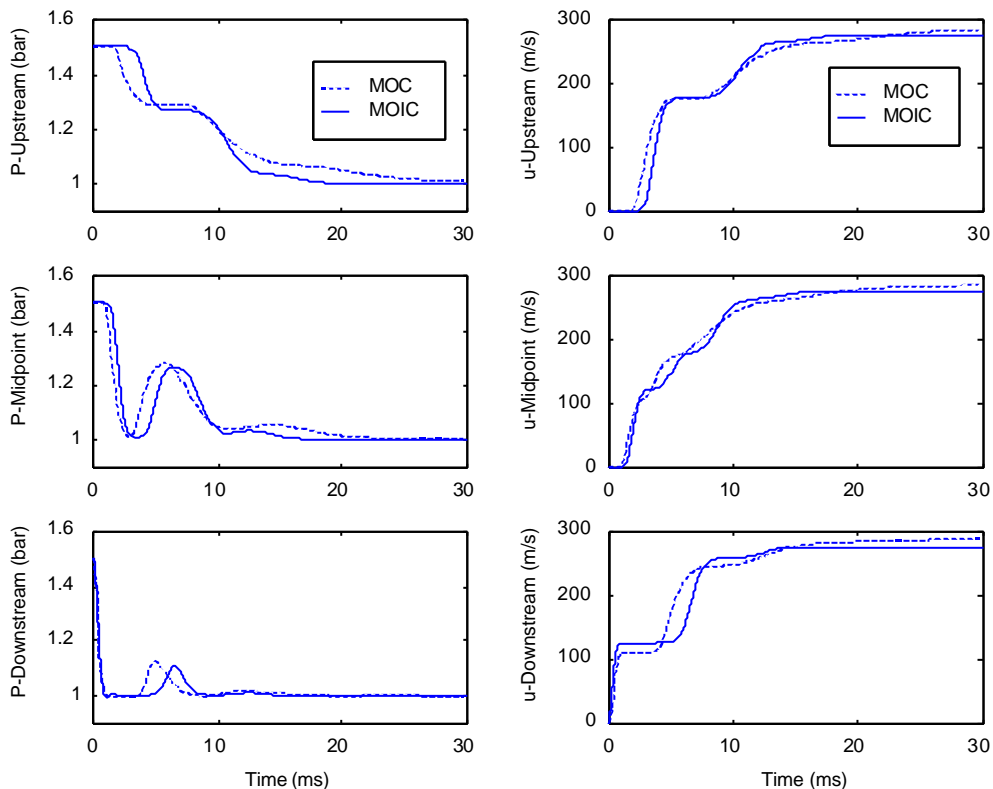 1.6
1.4
1.2
1
P-Upstream (bar)
MOC
MOIC
0 10 20 30
300
200
100
0
u-Upstream (m/s)
MOC
MOIC
0 10 20 30
1.6
1.4
1.2
1
P-Midpoint (bar)
0 10 20 30
300
200
100
0
u-Midpoint (m/s)
0 10 20 30
1.6
1.4
1.2
1
P-Downstream (bar)
0 10 20 30
Time (ms)
300
200
100
0
u-Downstream (m/s)
0 10 20 30
Time (ms)